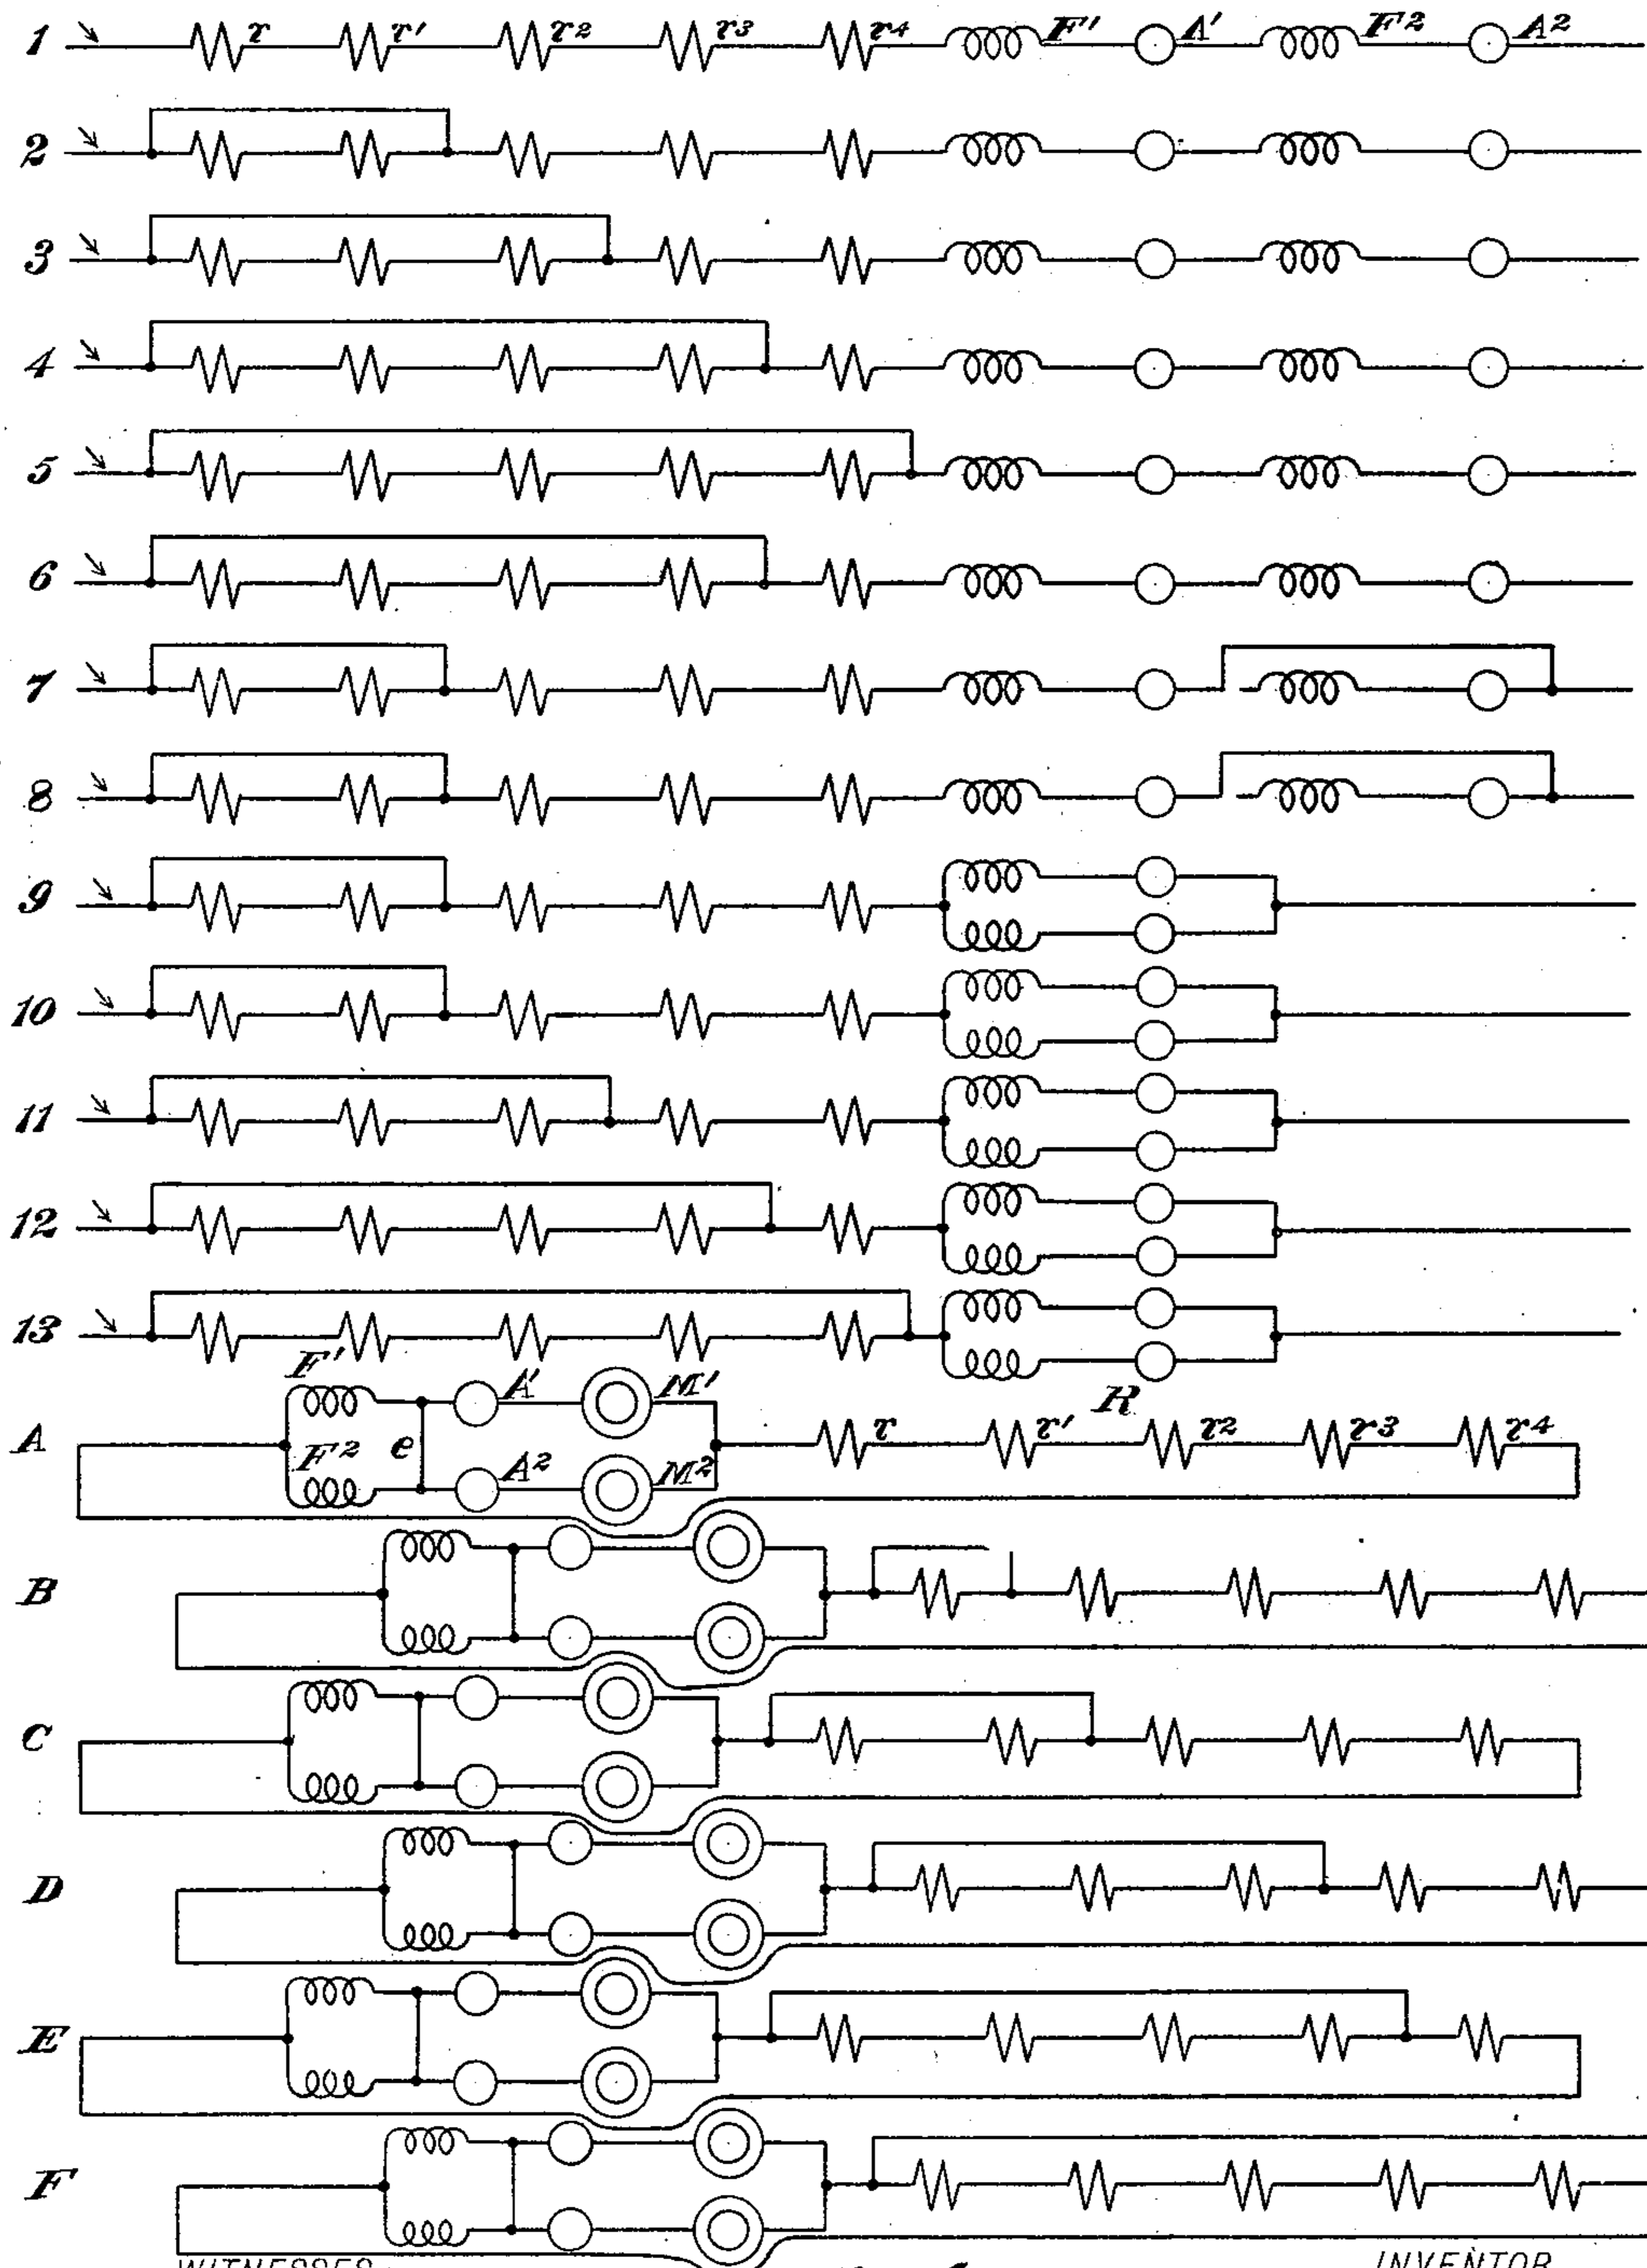 1 r r' r2 r3 r4 F' A' F2 A2
2
3
4
5
6
7
8
9
10
11
12
13
F' A' M' R
A F2 e r r' r2 r3 r4
A2 M2
B
C
D
E
F
WITNESSES INVENTOR